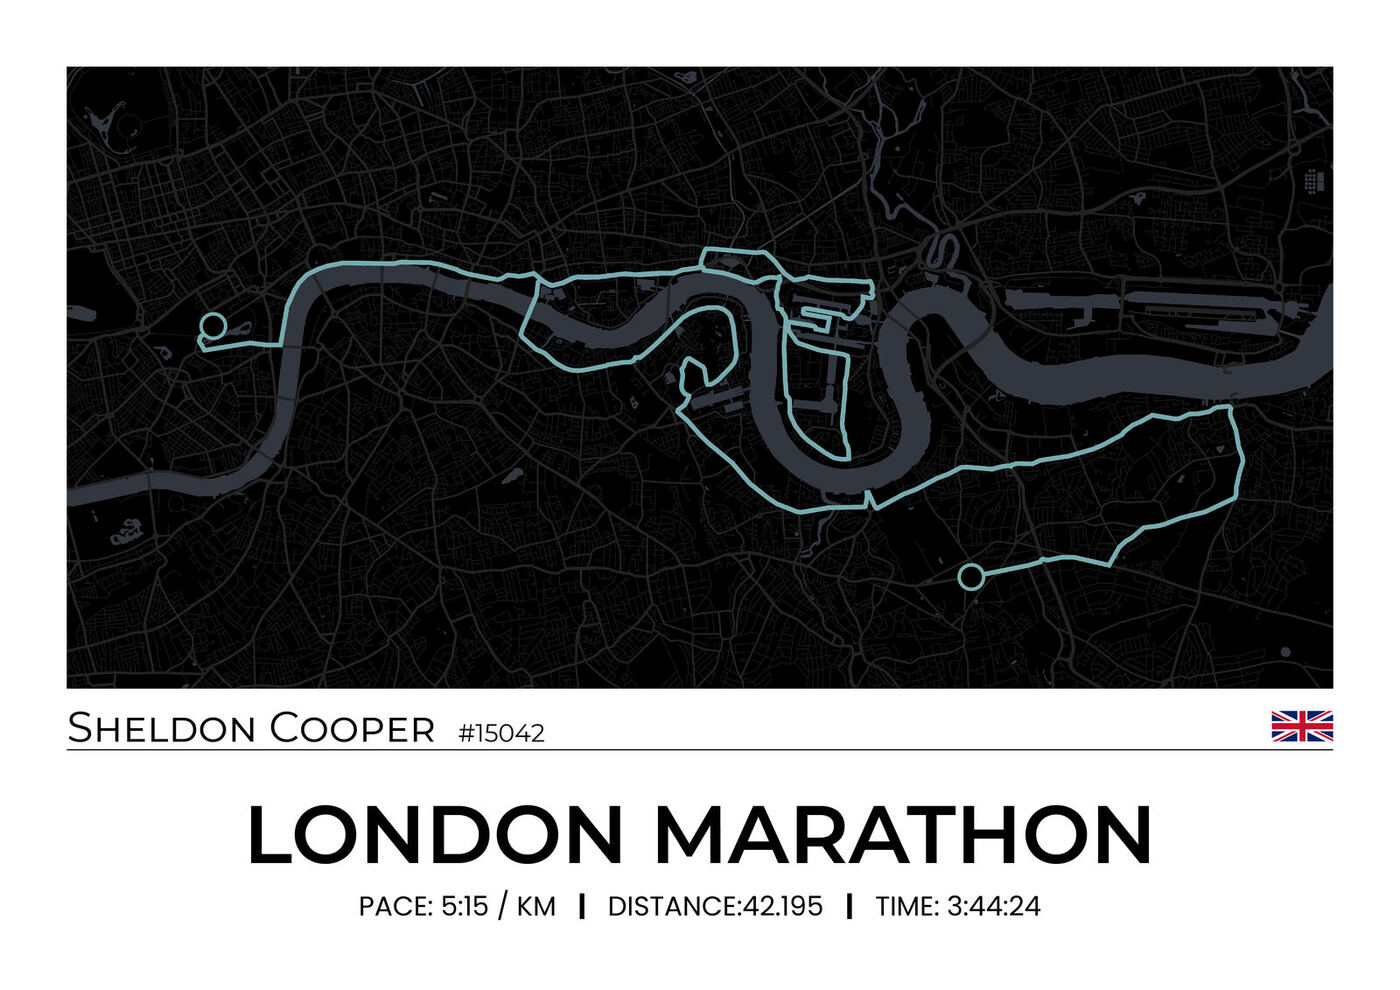 Sheldon Cooper #15042
LONDON MARATHON
PACE: 5:15 / KM | DISTANCE:42.195 | TIME: 3:44:24